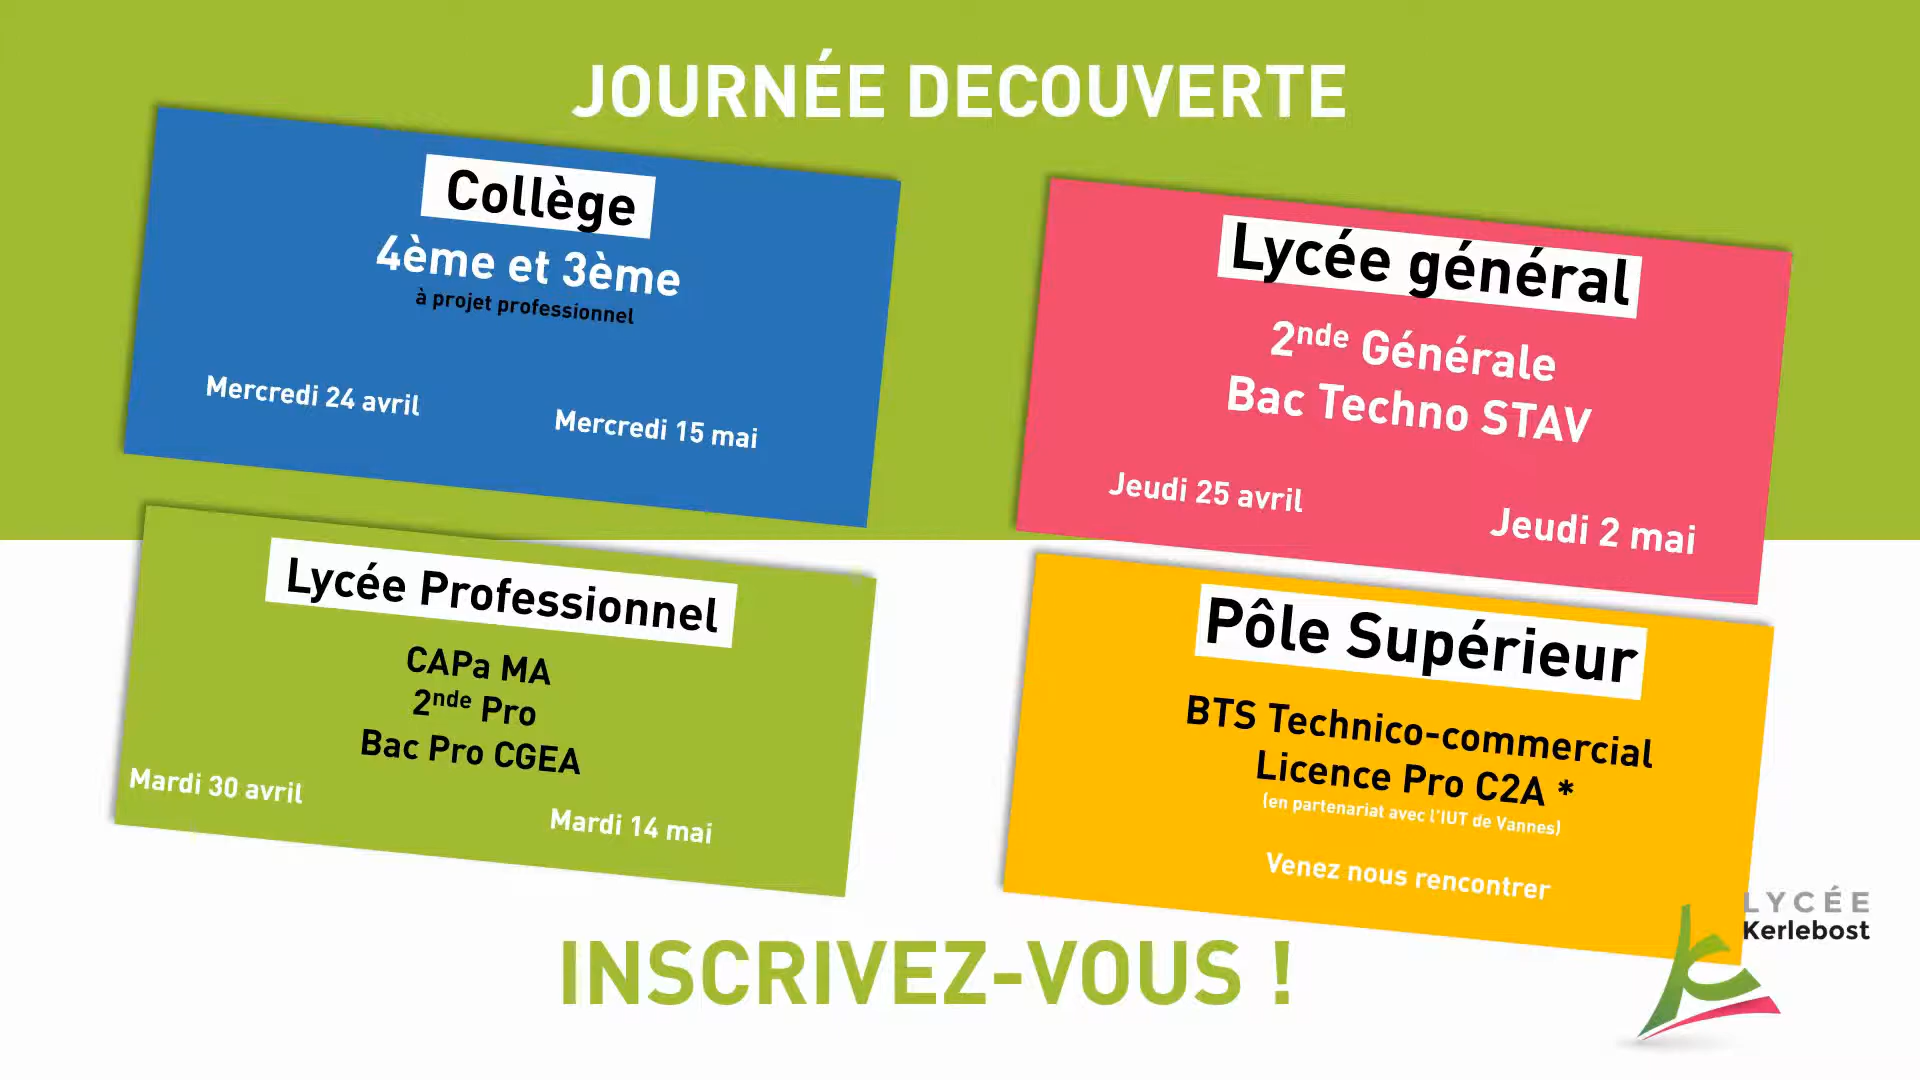 JOURNÉE DECOUVERTE
Collège
4ème et 3ème
à projet professionnel
Mercredi 24 avril
Mercredi 15 mai
Lycée général
2nde Générale
Bac Techno STAV
Jeudi 25 avril
Jeudi 2 mai
Lycée Professionnel
CAPa MA
2nde Pro
Bac Pro CGEA
Mardi 30 avril
Mardi 14 mai
Pôle Supérieur
BTS Technico-commercial
Licence Pro C2A *
(en partenariat avec l'IUT de Vannes)
Venez nous rencontrer
LYCÉE
Kerlebost
INSCRIVEZ-VOUS !